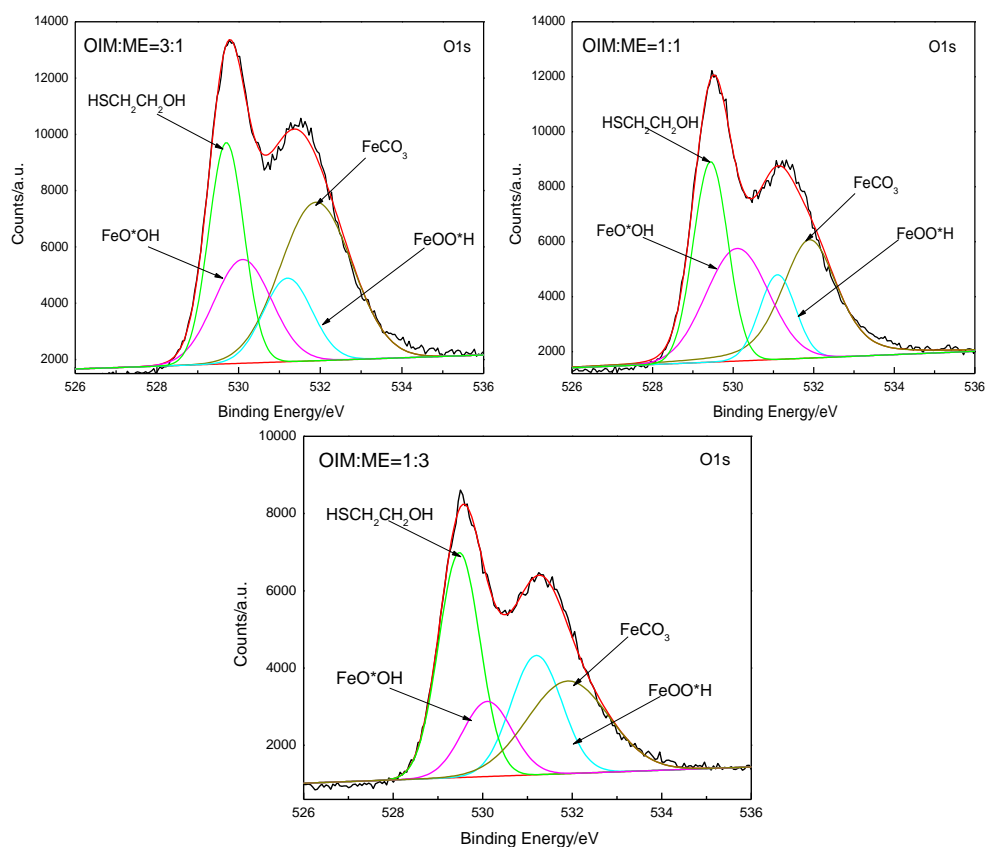 OIM:ME=3:1
O1s
HSCH₂CH₂OH
FeCO₃
FeO*OH
FeOO*H
Counts/a.u.
14000
12000
10000
8000
6000
4000
2000
526 528 530 532 534 536
Binding Energy/eV
OIM:ME=1:1
O1s
HSCH₂CH₂OH
FeCO₃
FeO*OH
FeOO*H
Counts/a.u.
14000
12000
10000
8000
6000
4000
2000
526 528 530 532 534 536
Binding Energy/eV
OIM:ME=1:3
O1s
HSCH₂CH₂OH
FeCO₃
FeO*OH
FeOO*H
Counts/a.u.
10000
8000
6000
4000
2000
526 528 530 532 534 536
Binding Energy/eV